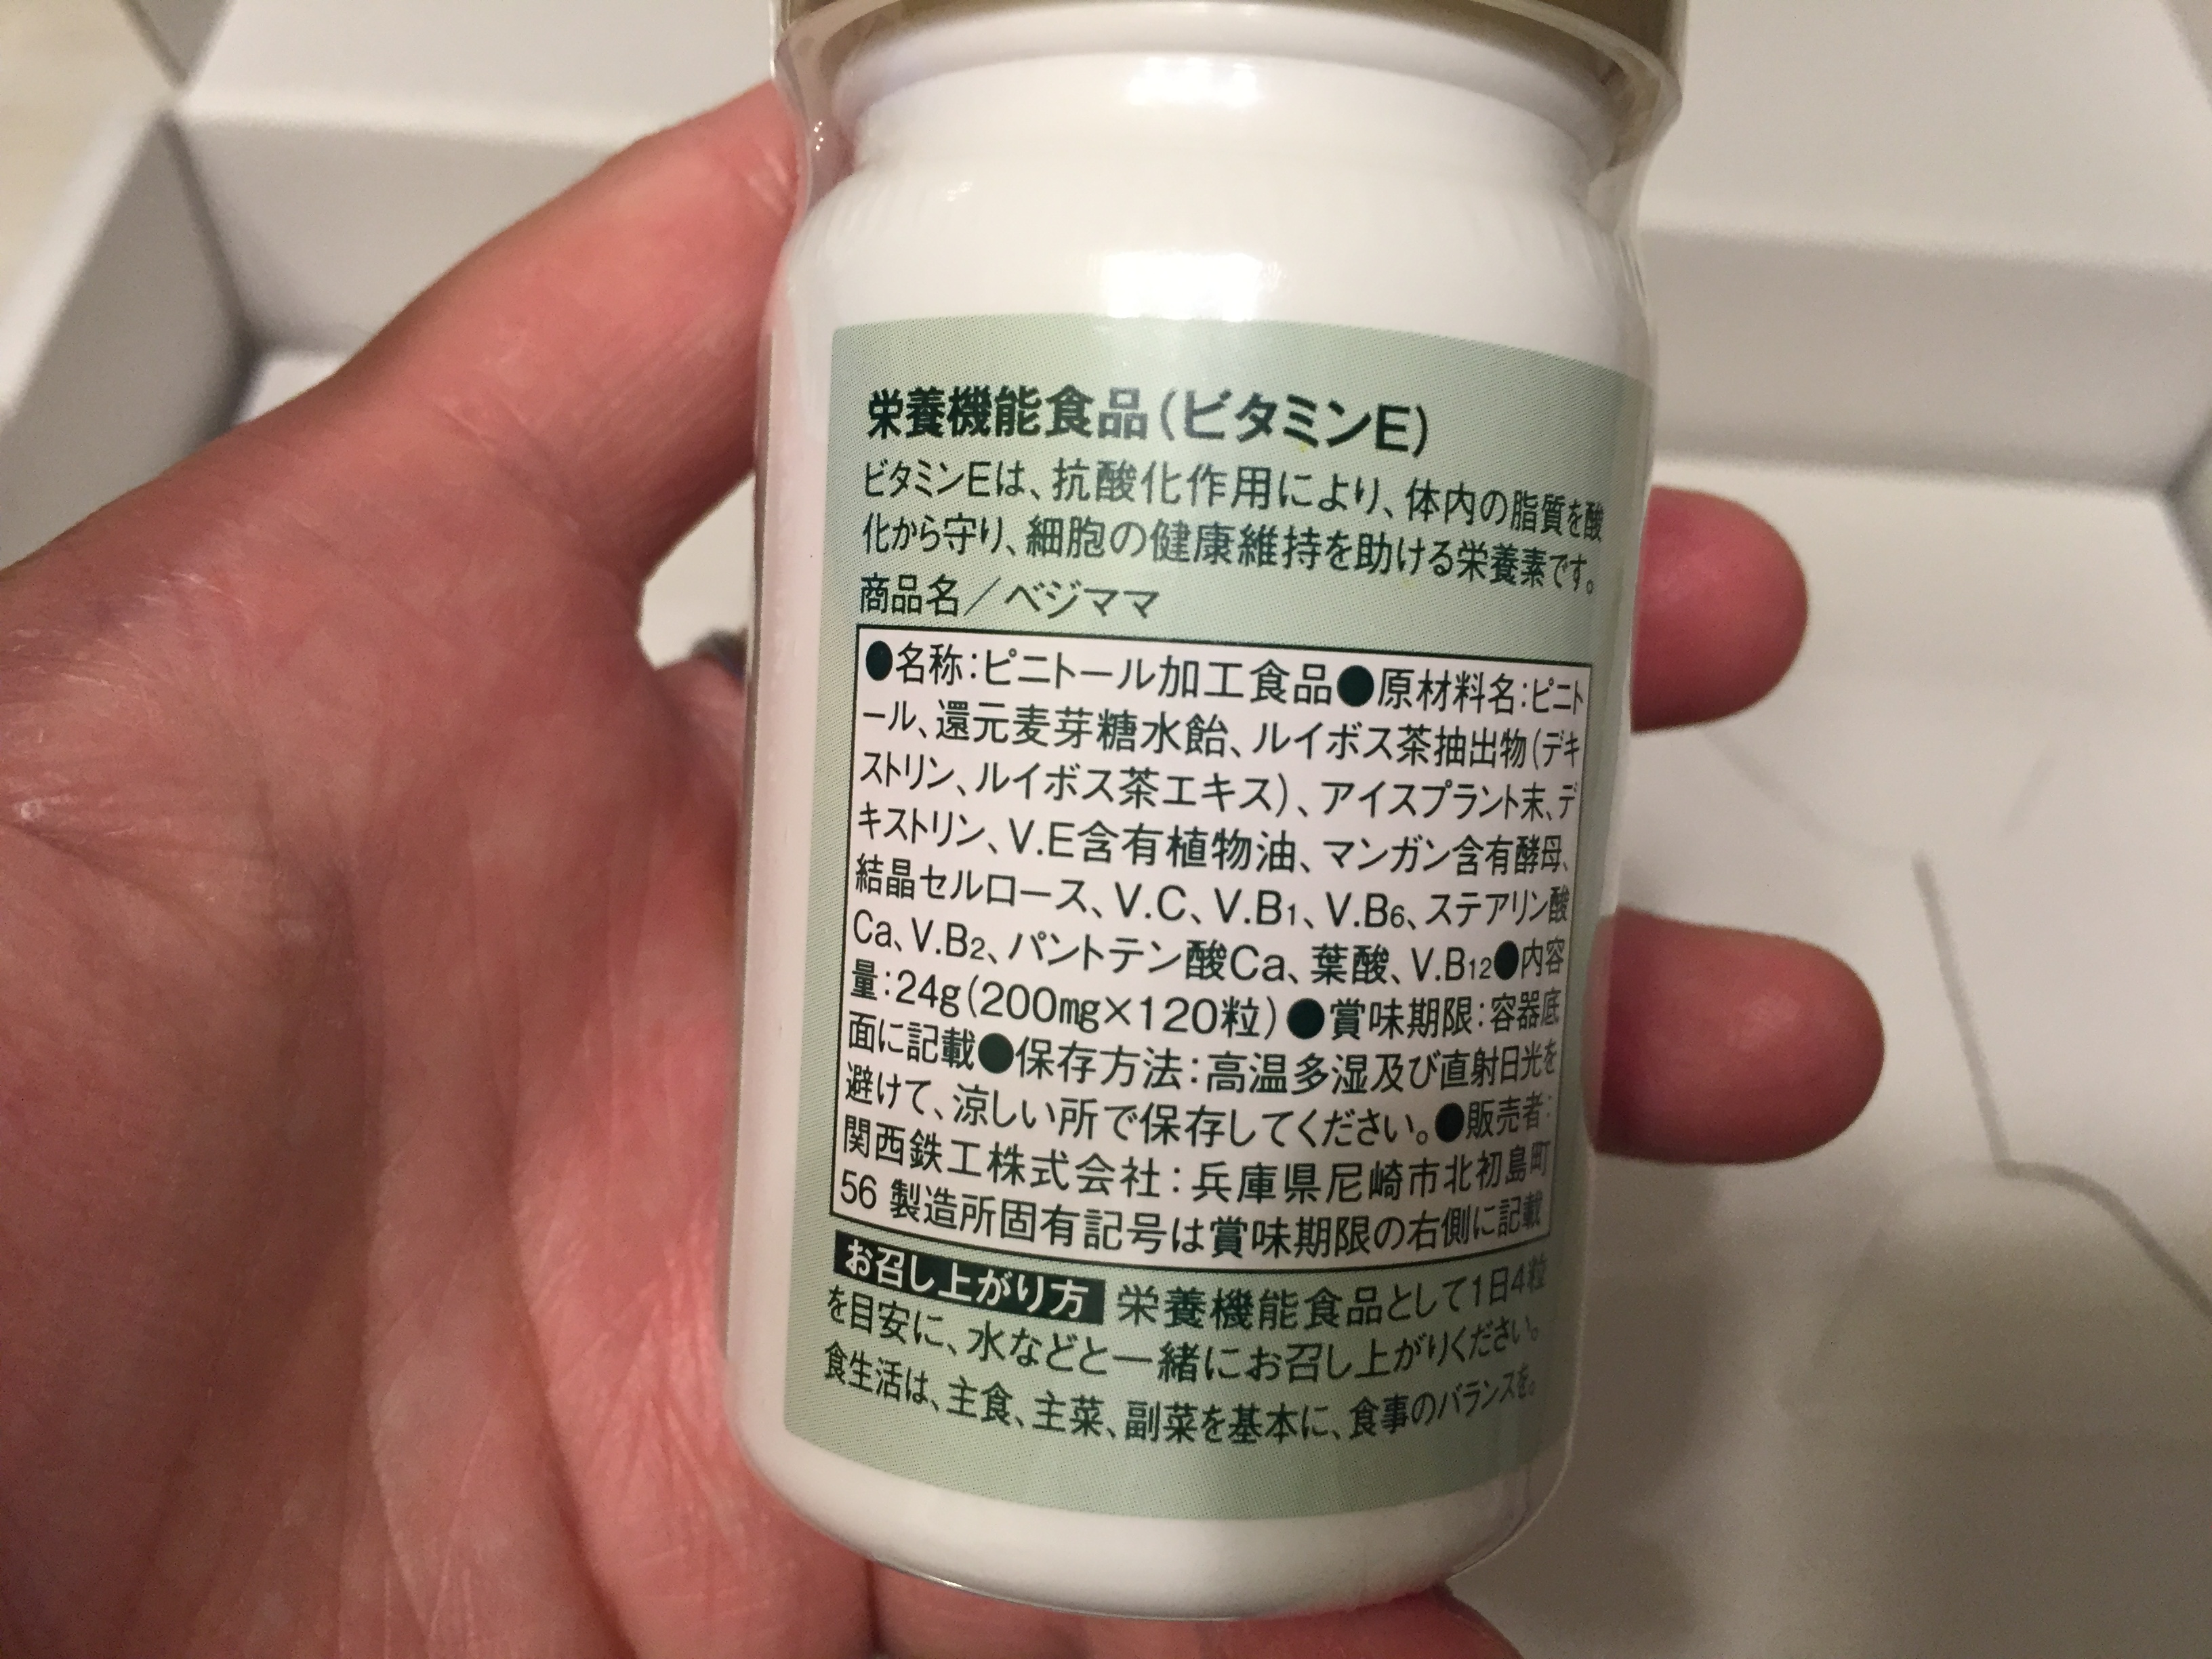 栄養機能食品(ビタミンE)
ビタミンEは、抗酸化作用により、体内の脂質を酸
化から守り、細胞の健康維持を助ける栄養素です。
商品名／ベジママ
●名称:ピニトール加工食品●原材料名:ピニト
ール、還元麦芽糖水飴、ルイボス茶抽出物(デキ
ストリン、ルイボス茶エキス)、アイスプラント末、デ
キストリン、V.E含有植物油、マンガン含有酵母、
結晶セルロース、V.C、V.B1、V.B6、ステアリン酸
Ca、V.B2、パントテン酸Ca、葉酸、V.B12●内容
量:24g(200mg×120粒)●賞味期限:容器底
面に記載●保存方法:高温多湿及び直射日光を
避けて、涼しい所で保存してください。●販売者:
関西鉄工株式会社:兵庫県尼崎市北初島町
56 製造所固有記号は賞味期限の右側に記載
お召し上がり方 栄養機能食品として1日4粒
を目安に、水などと一緒にお召し上がりください。
食生活は、主食、主菜、副菜を基本に、食事のバランスを。